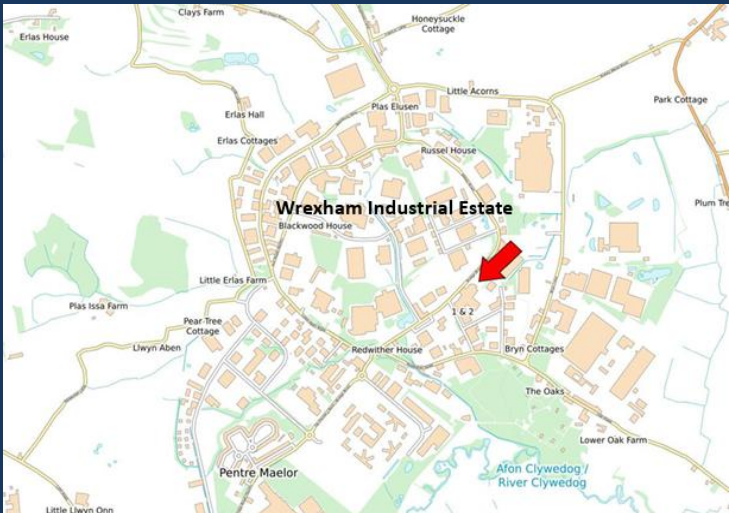 Clays Farm
Honeysuckle
Cottage
Erlas House
Little Acorns
Park Cottage
Plas Elusen
Erlas Hall
Erlas Cottages
Russel House
Plum Tre
Wrexham Industrial Estate
Blackwood House
Little Erlas Farm
Plas Issa Farm
1 & 2
Pear-Tree
Cottage
Llwyn Aben
Redwither House
Bryn Cottages
The Oaks
Lower Oak Farm
Pentre Maelor
Afon Clywedog /
River Clywedog
Little Llwyn Onn